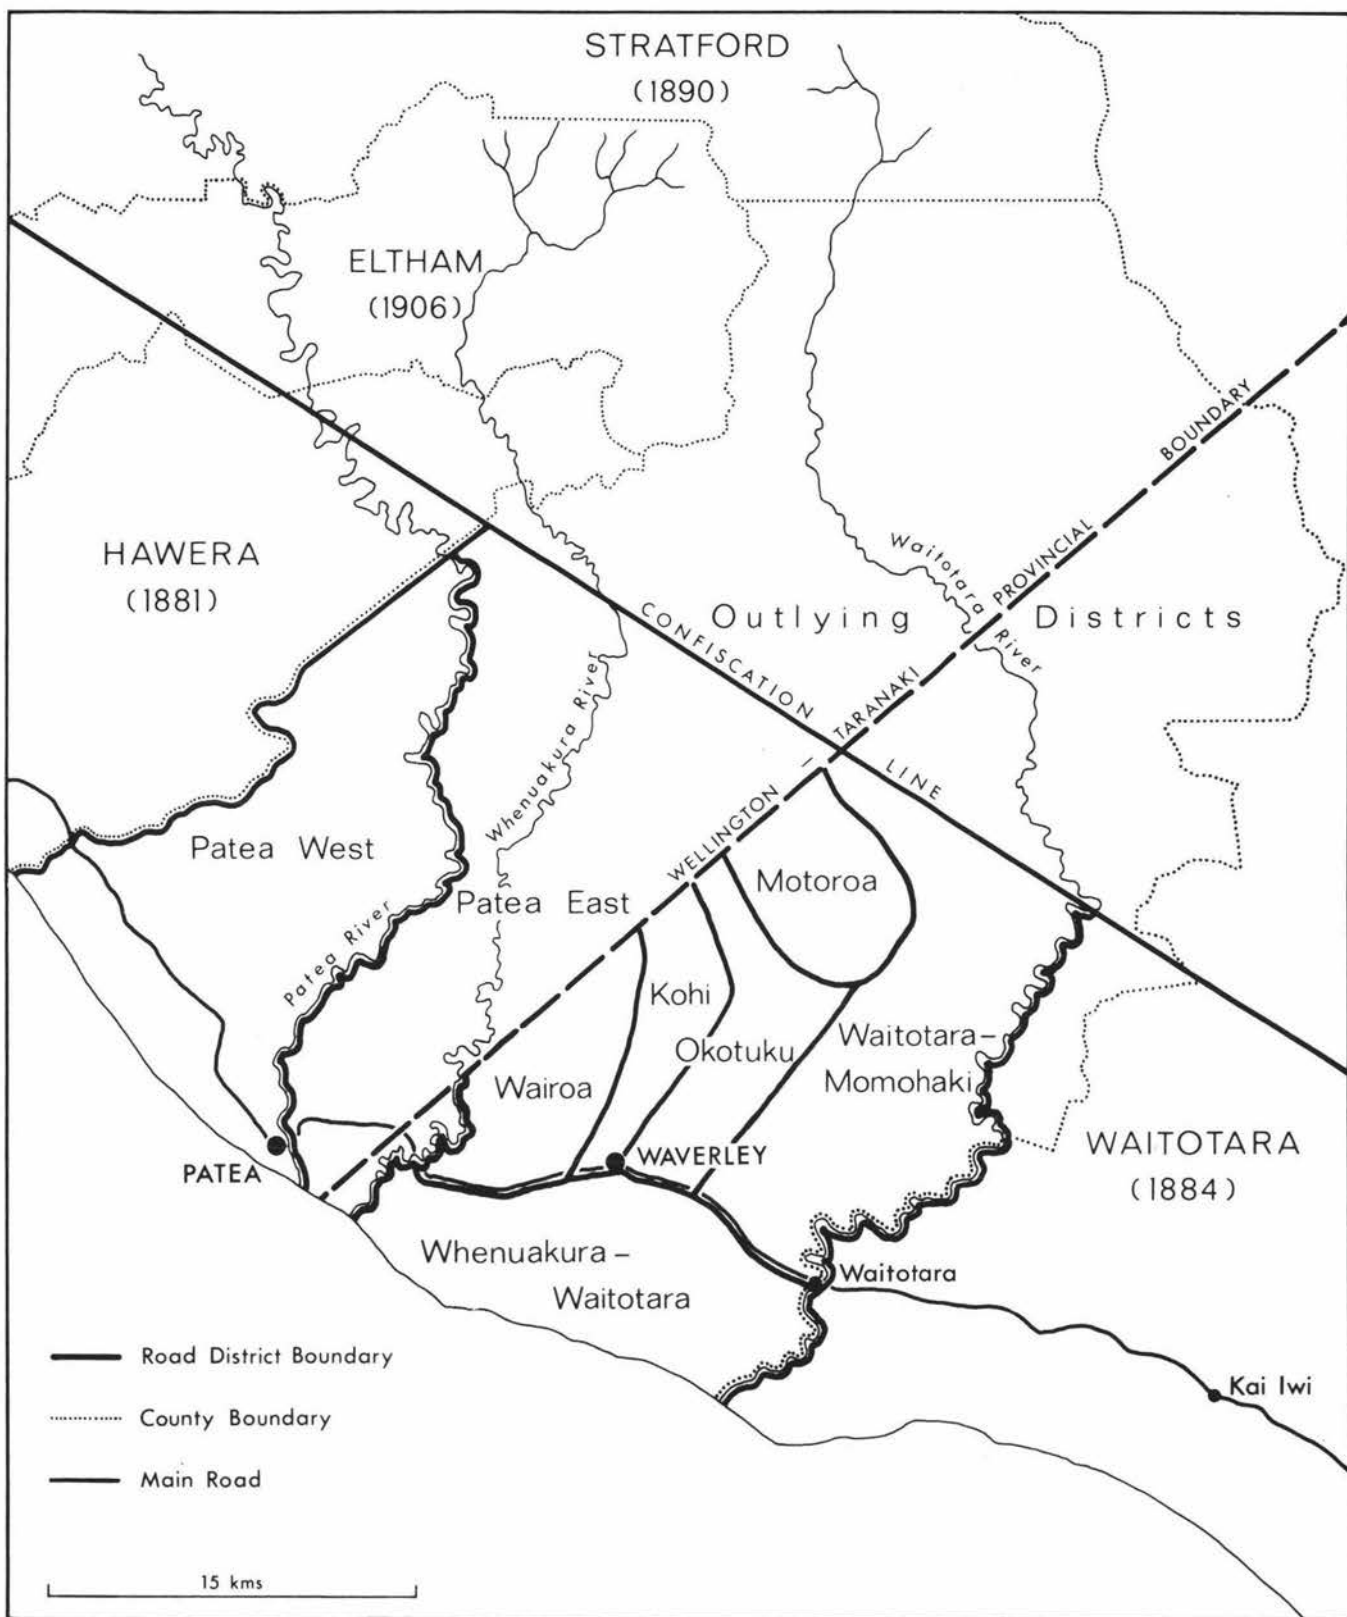 STRATFORD
(1890)
ELTHAM
(1906)
HAWERA
(1881)
Waitotara River
WELLINGTON – TARANAKI PROVINCIAL BOUNDARY
CONFISCATION LINE
Outlying Districts
Whenuakura River
Patea West
Patea River
Patea East
Motoroa
Kohi
Okotuku
Waitotara–
Momohaki
Wairoa
WAITOTARA
(1884)
PATEA
WAVERLEY
Whenuakura –
Waitotara
Waitotara
Kai Iwi
Road District Boundary
County Boundary
Main Road
15 kms